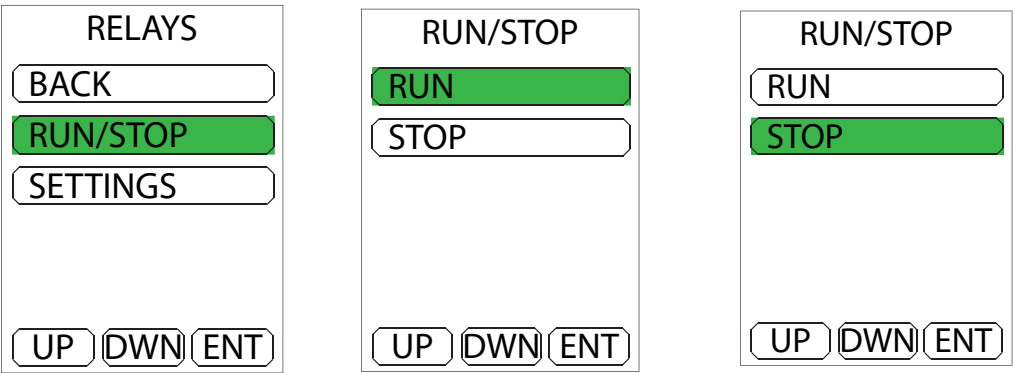 RELAYS
BACK
RUN/STOP
SETTINGS
UP DWN ENT
RUN/STOP
RUN
STOP
UP DWN ENT
RUN/STOP
RUN
STOP
UP DWN ENT